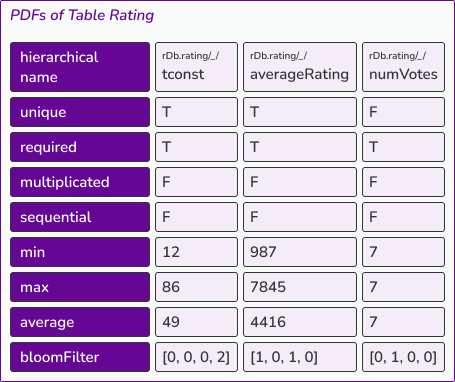 PDFs of Table Rating
hierarchical name
rDb.rating/_/ tconst
rDb.rating/_/ averageRating
rDb.rating/_/ numVotes
unique T T F
required T T T
multiplicated F F F
sequential F F F
min 12 987 7
max 86 7845 7
average 49 4416 7
bloomFilter [0, 0, 0, 2] [1, 0, 1, 0] [0, 1, 0, 0]